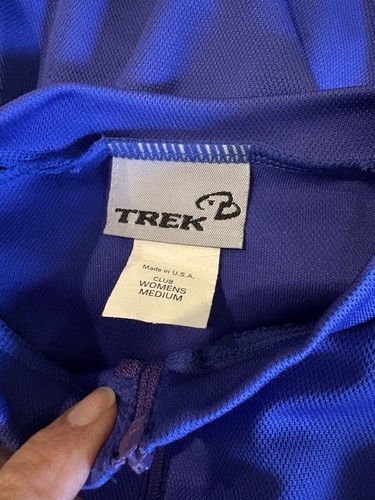 TREK
Made in U.S.A.
CLUB
WOMENS
MEDIUM